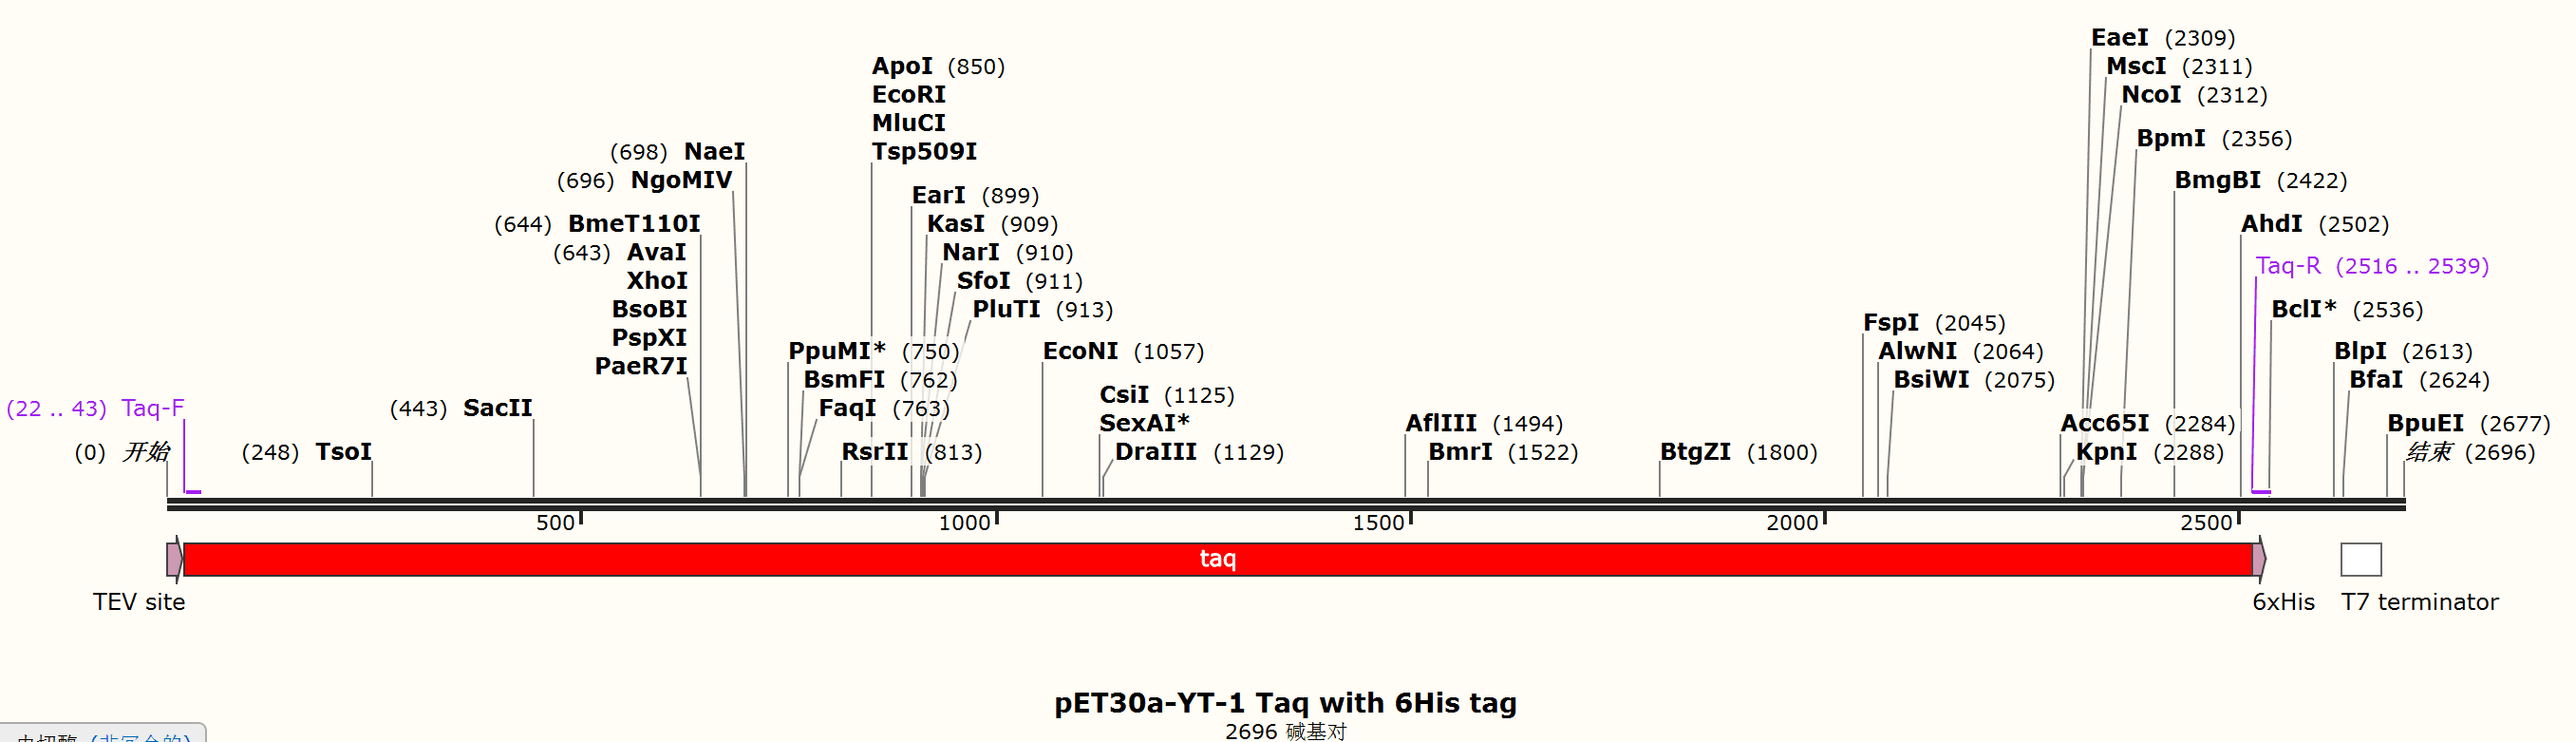 EaeI (2309)
ApoI (850)
MscI (2311)
EcoRI
NcoI (2312)
MluCI
BpmI (2356)
(698) NaeI
Tsp509I
(696) NgoMIV
BmgBI (2422)
EarI (899)
(644) BmeT110I
KasI (909)
AhdI (2502)
(643) AvaI
NarI (910)
Taq-R (2516 .. 2539)
XhoI
SfoI (911)
BsoBI
PluTI (913)
BclI* (2536)
PspXI
FspI (2045)
PaeR7I
PpuMI* (750)
EcoNI (1057)
AlwNI (2064)
BlpI (2613)
BsmFI (762)
BsiWI (2075)
BfaI (2624)
CsiI (1125)
(22 .. 43) Taq-F
(443) SacII
FaqI (763)
SexAI*
AflIII (1494)
Acc65I (2284)
BpuEI (2677)
(0) 开始
(248) TsoI
RsrII (813)
DraIII (1129)
BmrI (1522)
BtgZI (1800)
KpnI (2288)
结束 (2696)
500
1000
1500
2000
2500
taq
TEV site
6xHis
T7 terminator
pET30a-YT-1 Taq with 6His tag
2696 碱基对